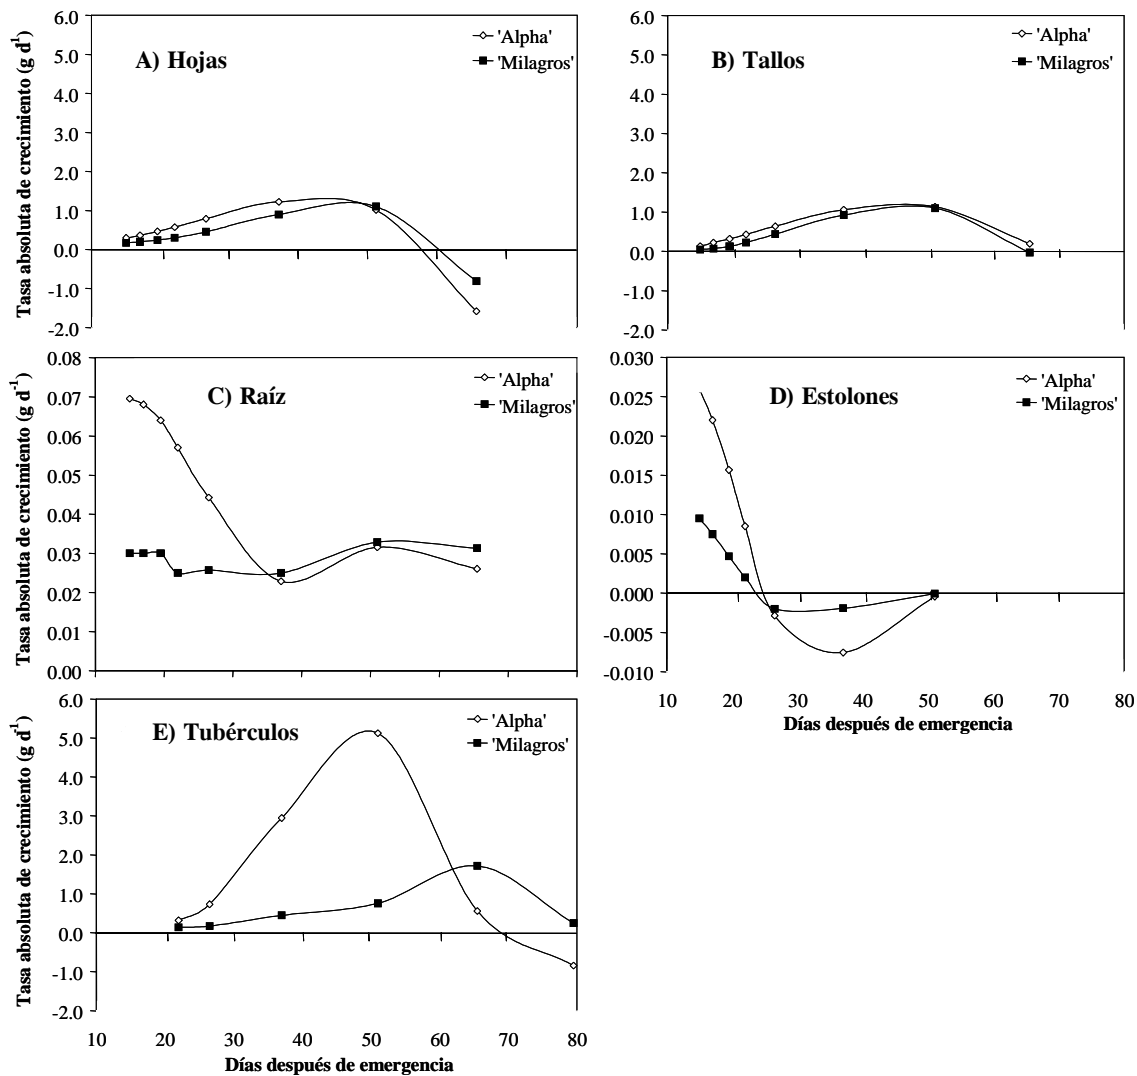 Tasa absoluta de crecimiento (g d¹)
6.0
5.0
4.0
3.0
2.0
1.0
0.0
-1.0
-2.0
A) Hojas
'Alpha'
'Milagros'
6.0
5.0
4.0
3.0
2.0
1.0
0.0
-1.0
-2.0
B) Tallos
'Alpha'
'Milagros'
Tasa absoluta de crecimiento (g d⁻¹)
0.08
0.07
0.06
0.05
0.04
0.03
0.02
0.01
0.00
C) Raíz
'Alpha'
'Milagros'
0.030
0.025
0.020
0.015
0.010
0.005
0.000
-0.005
-0.010
D) Estolones
'Alpha'
'Milagros'
10 20 30 40 50 60 70 80
Días después de emergencia
Tasa absoluta de crecimiento (g d¹)
6.0
5.0
4.0
3.0
2.0
1.0
0.0
-1.0
-2.0
E) Tubérculos
'Alpha'
'Milagros'
10 20 30 40 50 60 70 80
Días después de emergencia